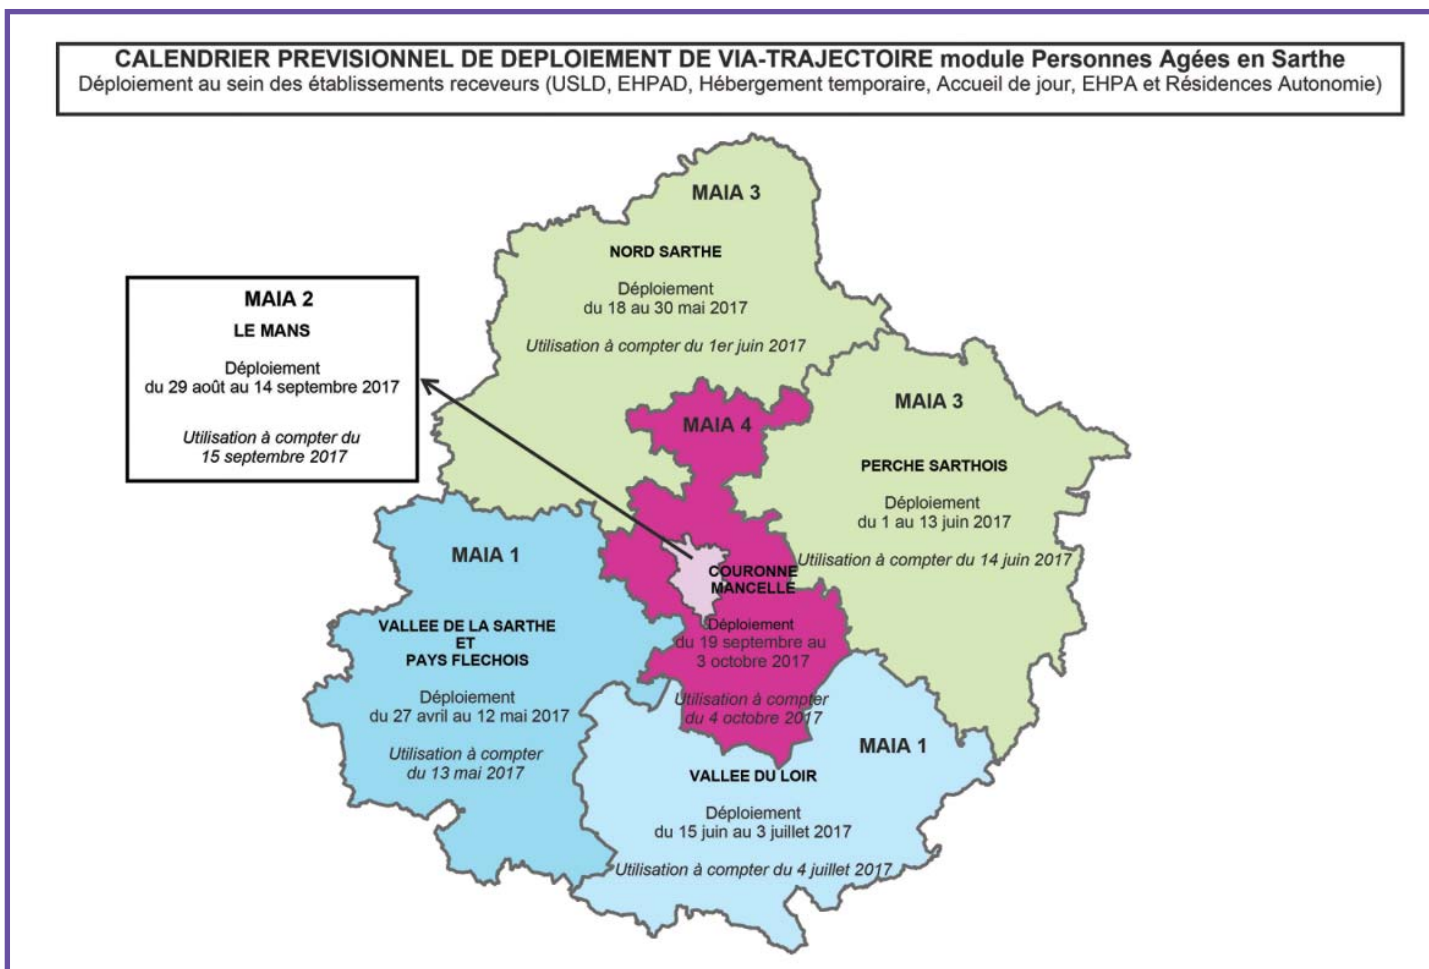 CALENDRIER PREVISIONNEL DE DEPLOIEMENT DE VIA-TRAJECTOIRE module Personnes Agées en Sarthe
Déploiement au sein des établissements receveurs (USLD, EHPAD, Hébergement temporaire, Accueil de jour, EHPA et Résidences Autonomie)
MAIA 3
NORD SARTHE
Déploiement
du 18 au 30 mai 2017
Utilisation à compter du 1er juin 2017
MAIA 2
LE MANS
Déploiement
du 29 août au 14 septembre 2017
Utilisation à compter du
15 septembre 2017
MAIA 3
PERCHE SARTHOIS
Déploiement
du 1 au 13 juin 2017
Utilisation à compter du 14 juin 2017
MAIA 4
COURONNE
MANCELLE
Déploiement
du 19 septembre au
3 octobre 2017
Utilisation à compter
du 4 octobre 2017
MAIA 1
VALLEE DE LA SARTHE
ET
PAYS FLECHOIS
Déploiement
du 27 avril au 12 mai 2017
Utilisation à compter
du 13 mai 2017
MAIA 1
VALLEE DU LOIR
Déploiement
du 15 juin au 3 juillet 2017
Utilisation à compter du 4 juillet 2017